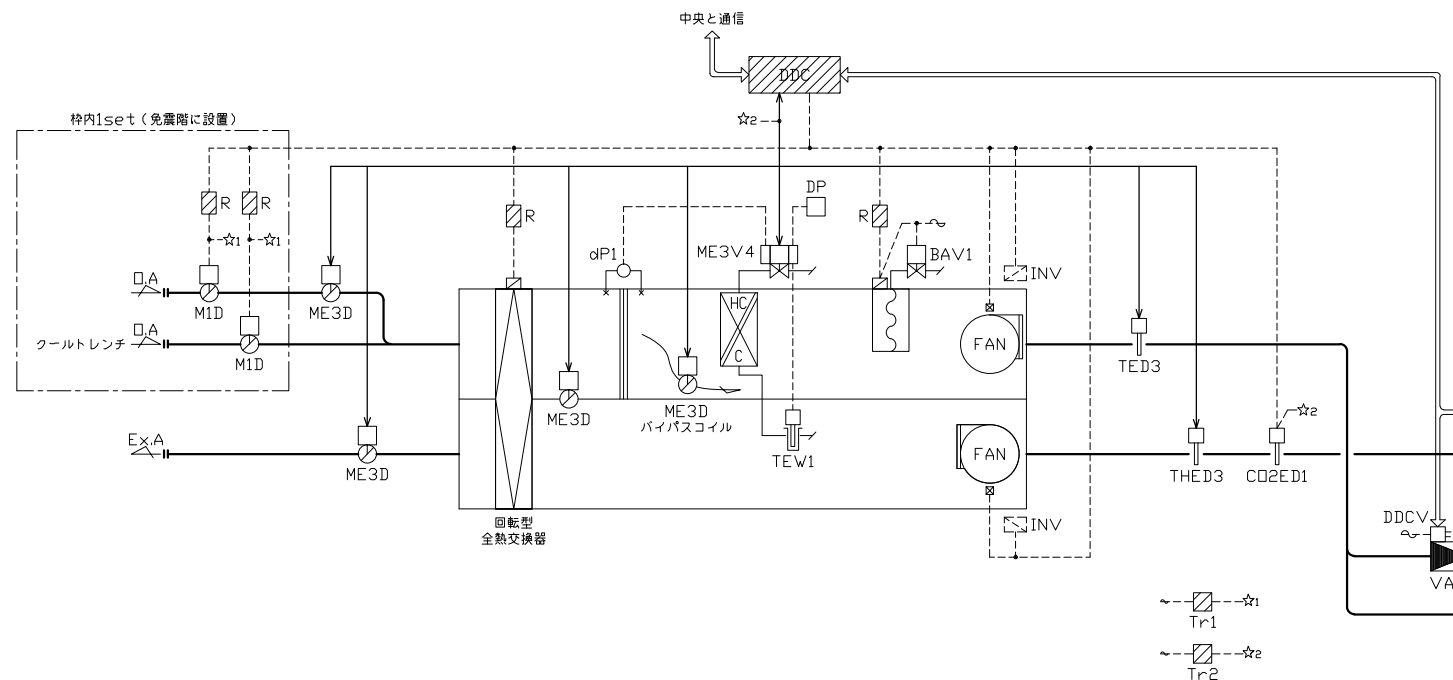 中央と通信
DDC
枠内1set（免震階に設置）
☆2
DP
R
R
R
R
☆1
☆1
dP1
ME3V4
BAV1
INV
O.A
M1D
ME3D
HC
C
FAN
TED3
O.A
クールトレンチ
M1D
ME3D
ME3D
バイパスコイル
TEW1
Ex.A
ME3D
FAN
THED3
CO2ED1
☆2
回転型
全熱交換器
INV
DDCV
VA
☆1
Tr1
☆2
Tr2